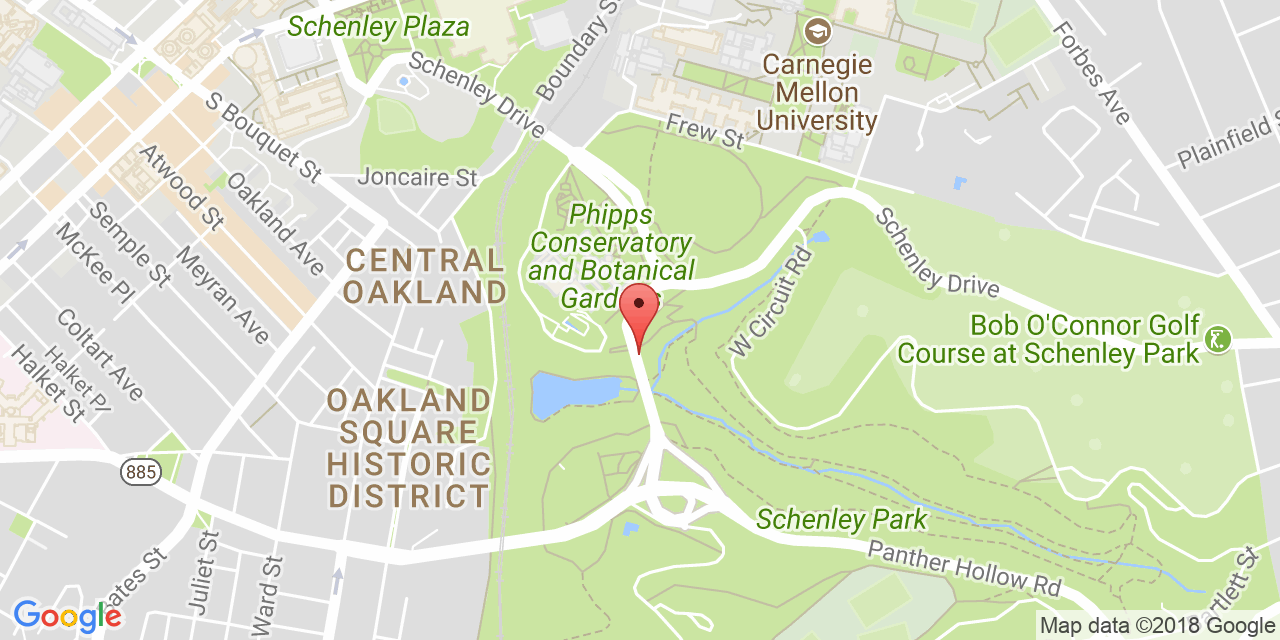 Schenley Plaza
Boundary St
Schenley Drive
Carnegie
Mellon
University
Forbes Ave
Plainfield
S Bouquet St
Frew St
Atwood St
Joncaire St
Oakland Ave
Semple St
McKee Pl
Meyran Ave
Phipps
Conservatory
and Botanical
Gardens
CENTRAL
OAKLAND
Schenley Drive
W Circuit Rd
Bob O'Connor Golf
Course at Schenley Park
Coltart Ave
Halket Pl
Halket St
OAKLAND
SQUARE
HISTORIC
DISTRICT
885
Schenley Park
Panther Hollow Rd
Juliet St
Ward St
Bartlett St
Google
Map data ©2018 Google